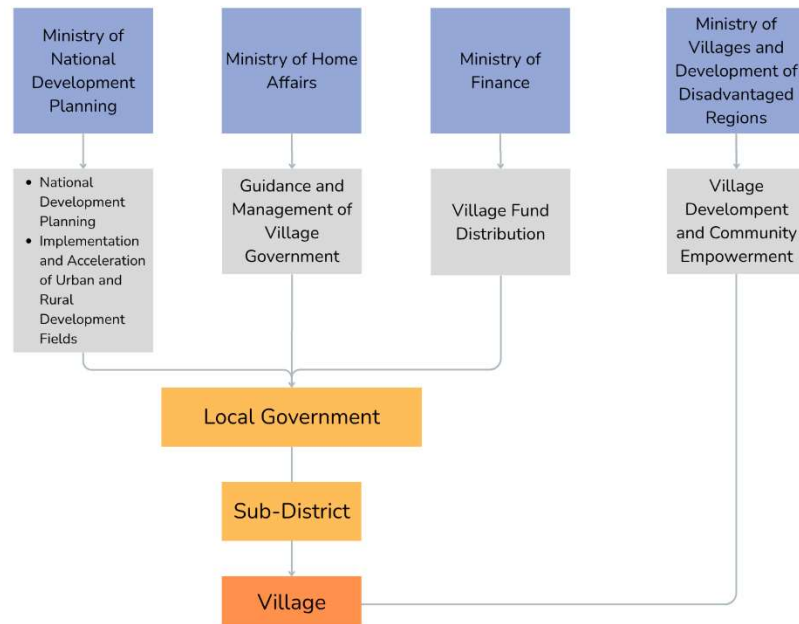 Ministry of
National
Development
Planning
Ministry of Home
Affairs
Ministry of
Finance
Ministry of
Villages and
Development of
Disadvantaged
Regions
• National
Development
Planning
• Implementation
and Acceleration
of Urban and
Rural
Development
Fields
Guidance and
Management of
Village
Government
Village Fund
Distribution
Village
Develompent
and Community
Empowerment
Local Government
Sub-District
Village